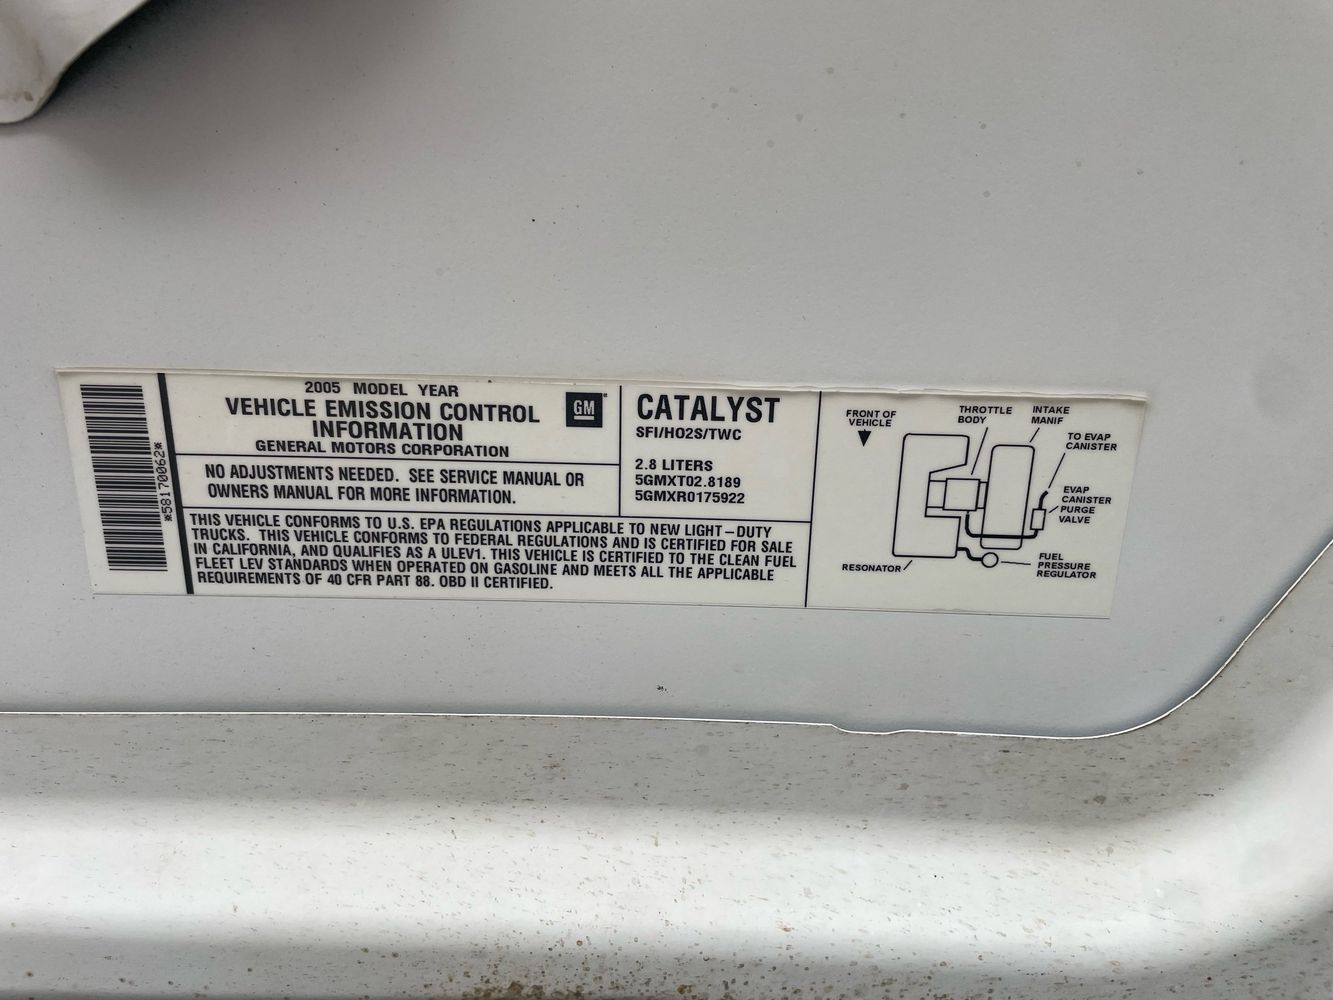 *58170062*
2005 MODEL YEAR
VEHICLE EMISSION CONTROL
INFORMATION
GENERAL MOTORS CORPORATION
GM
NO ADJUSTMENTS NEEDED. SEE SERVICE MANUAL OR
OWNERS MANUAL FOR MORE INFORMATION.
CATALYST
SFI/HO2S/TWC
2.8 LITERS
5GMXT02.8189
5GMXR0175922
THIS VEHICLE CONFORMS TO U.S. EPA REGULATIONS APPLICABLE TO NEW LIGHT-DUTY
TRUCKS. THIS VEHICLE CONFORMS TO FEDERAL REGULATIONS AND IS CERTIFIED FOR SALE
IN CALIFORNIA, AND QUALIFIES AS A ULEV1. THIS VEHICLE IS CERTIFIED TO THE CLEAN FUEL
FLEET LEV STANDARDS WHEN OPERATED ON GASOLINE AND MEETS ALL THE APPLICABLE
REQUIREMENTS OF 40 CFR PART 88. OBD II CERTIFIED.
FRONT OF
VEHICLE
THROTTLE
BODY
INTAKE
MANIF
TO EVAP
CANISTER
EVAP
CANISTER
PURGE
VALVE
FUEL
PRESSURE
REGULATOR
RESONATOR